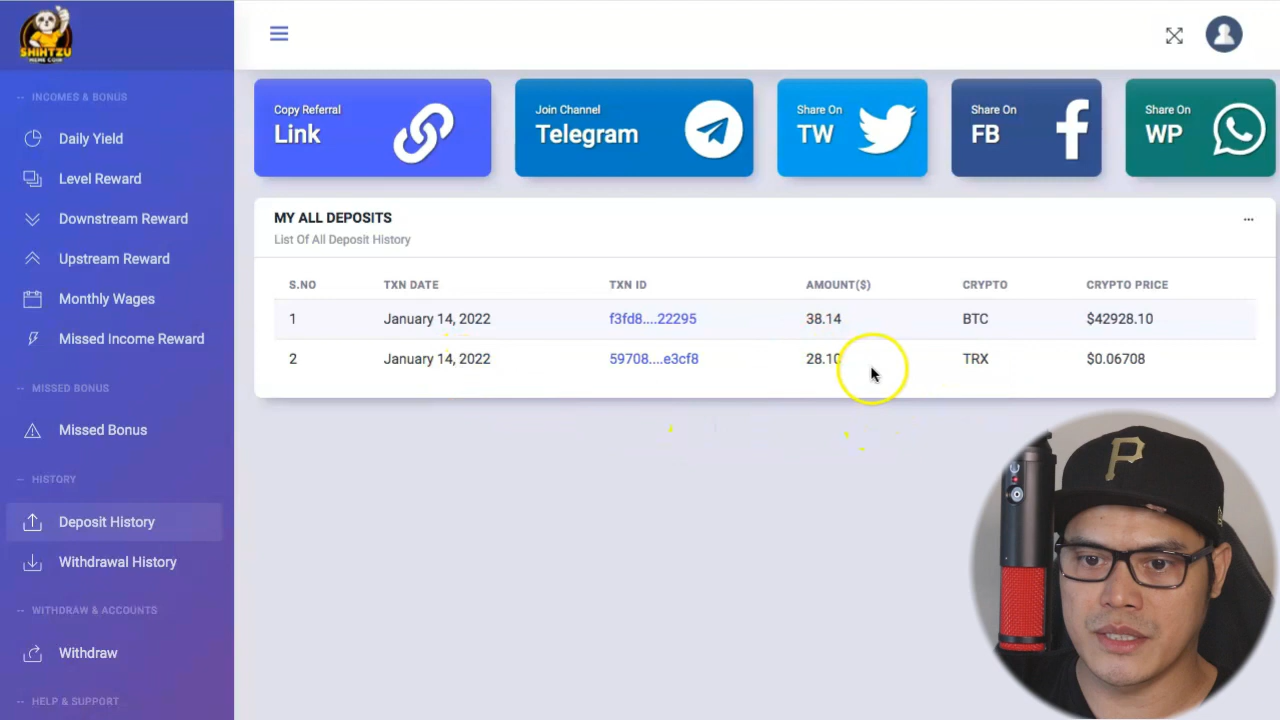 SHIHTZU
MEME COIN
INCOMES & BONUS
Daily Yield
Level Reward
Downstream Reward
Upstream Reward
Monthly Wages
Missed Income Reward
MISSED BONUS
Missed Bonus
HISTORY
Deposit History
Withdrawal History
WITHDRAW & ACCOUNTS
Withdraw
HELP & SUPPORT
Copy Referral
Link
Join Channel
Telegram
Share On
TW
Share On
FB
Share On
WP
MY ALL DEPOSITS
List Of All Deposit History
S.NO TXN DATE TXN ID AMOUNT($) CRYPTO CRYPTO PRICE
1 January 14, 2022 f3fd8....22295 38.14 BTC $42928.10
2 January 14, 2022 59708....e3cf8 28.10 TRX $0.06708
P